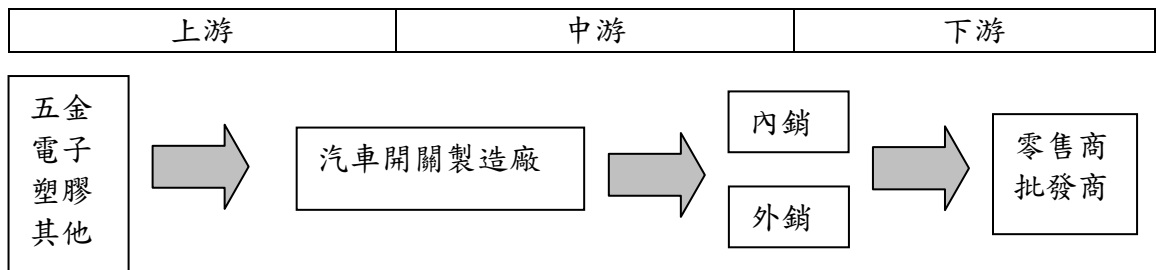 上游 中游 下游
五金
電子
塑膠
其他
汽車開關製造廠
內銷
外銷
零售商
批發商